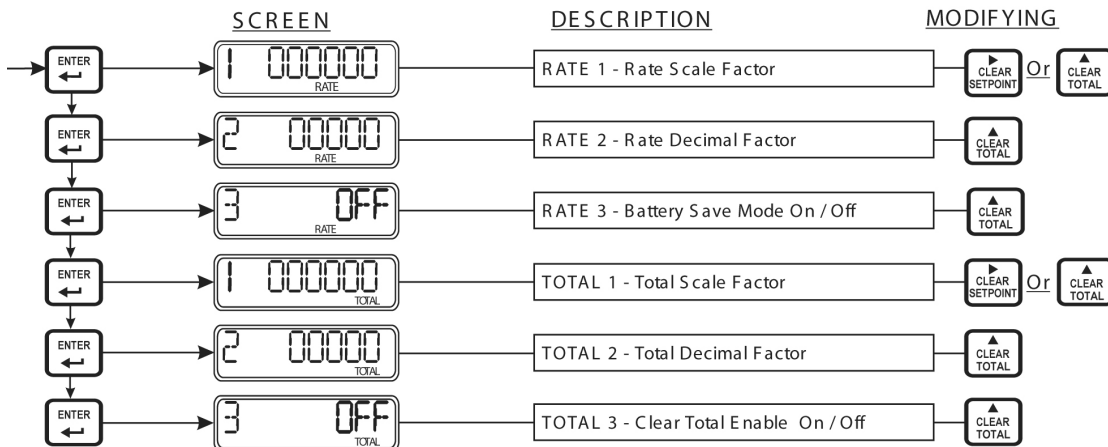 SCREEN DESCRIPTION MODIFYING
ENTER 1 000000 RATE RATE 1 - Rate Scale Factor CLEAR SETPOINT Or CLEAR TOTAL
ENTER 2 00000 RATE RATE 2 - Rate Decimal Factor CLEAR TOTAL
ENTER 3 OFF RATE RATE 3 - Battery Save Mode On / Off CLEAR TOTAL
ENTER 1 000000 TOTAL TOTAL 1 - Total Scale Factor CLEAR SETPOINT Or CLEAR TOTAL
ENTER 2 00000 TOTAL TOTAL 2 - Total Decimal Factor CLEAR TOTAL
ENTER 3 OFF TOTAL TOTAL 3 - Clear Total Enable On / Off CLEAR TOTAL